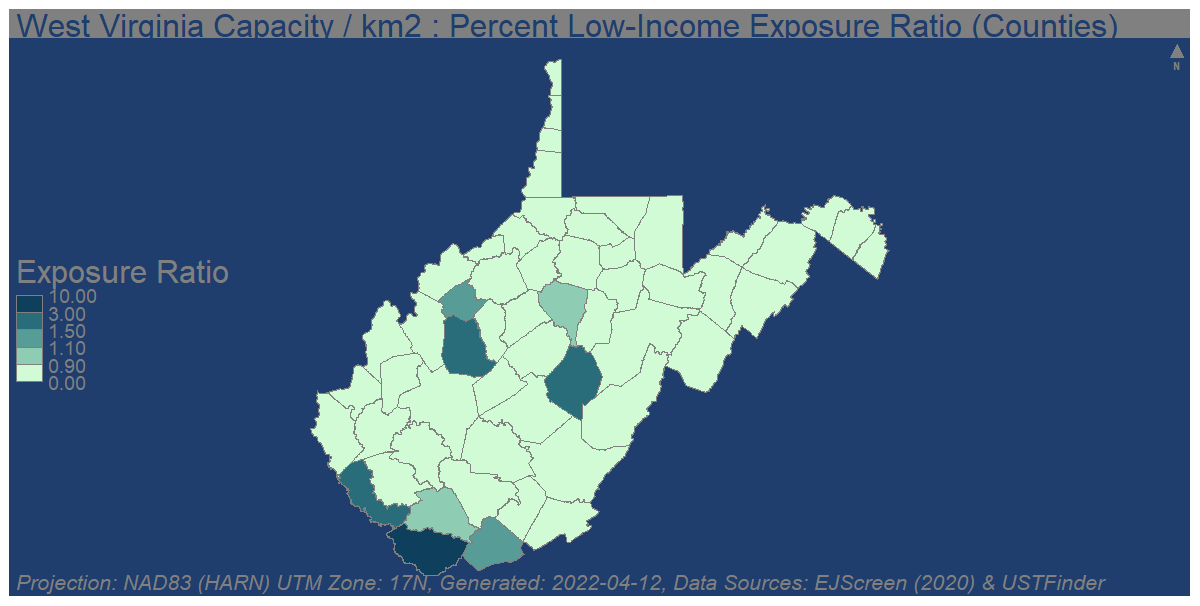 West Virginia Capacity / km2 : Percent Low-Income Exposure Ratio (Counties)
N
Exposure Ratio
10.00
3.00
1.50
1.10
0.90
0.00
Projection: NAD83 (HARN) UTM Zone: 17N, Generated: 2022-04-12, Data Sources: EJScreen (2020) & USTFinder